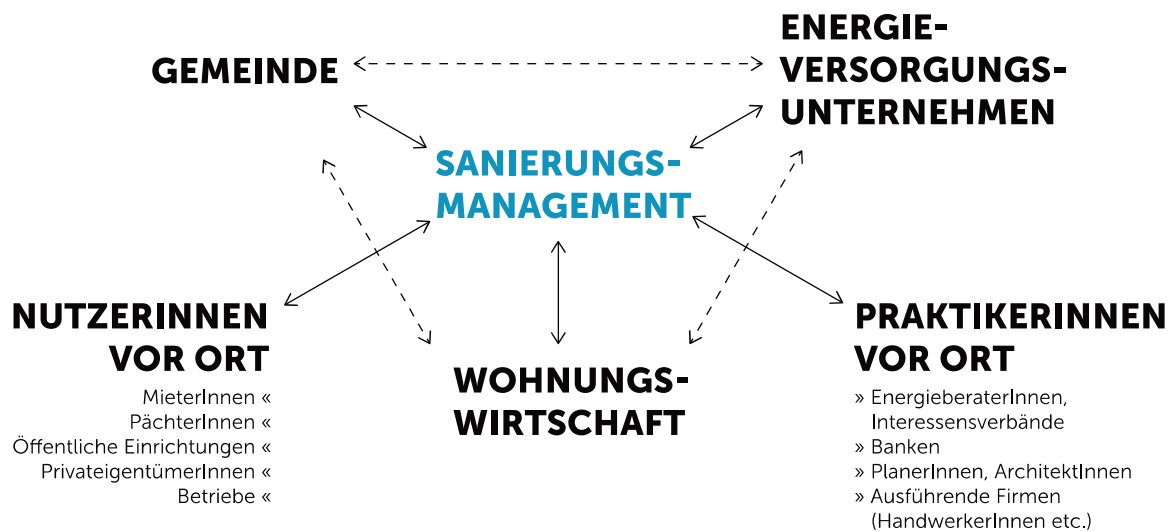 GEMEINDE
ENERGIE-
VERSORGUNGS-
UNTERNEHMEN
SANIERUNGS-
MANAGEMENT
NUTZERINNEN
VOR ORT
MieterInnen «
PächterInnen «
Öffentliche Einrichtungen «
PrivateigentümerInnen «
Betriebe «
WOHNUNGS-
WIRTSCHAFT
PRAKTIKERINNEN
VOR ORT
» EnergieberaterInnen,
Interessensverbände
» Banken
» PlanerInnen, ArchitektInnen
» Ausführende Firmen
(HandwerkerInnen etc.)